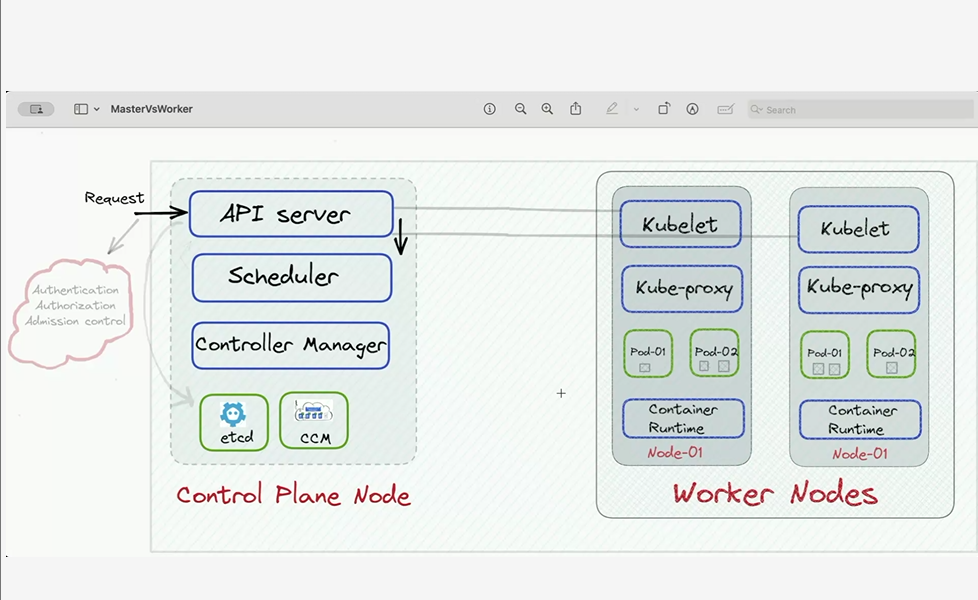 MasterVsWorker
Search
Request
API server
Scheduler
Controller Manager
etcd
CCM
Control Plane Node
Authentication
Authorization
Admission control
Kubelet
Kube-proxy
Pod-01
Pod-02
Container
Runtime
Node-01
Kubelet
Kube-proxy
Pod-01
Pod-02
Container
Runtime
Node-01
Worker Nodes